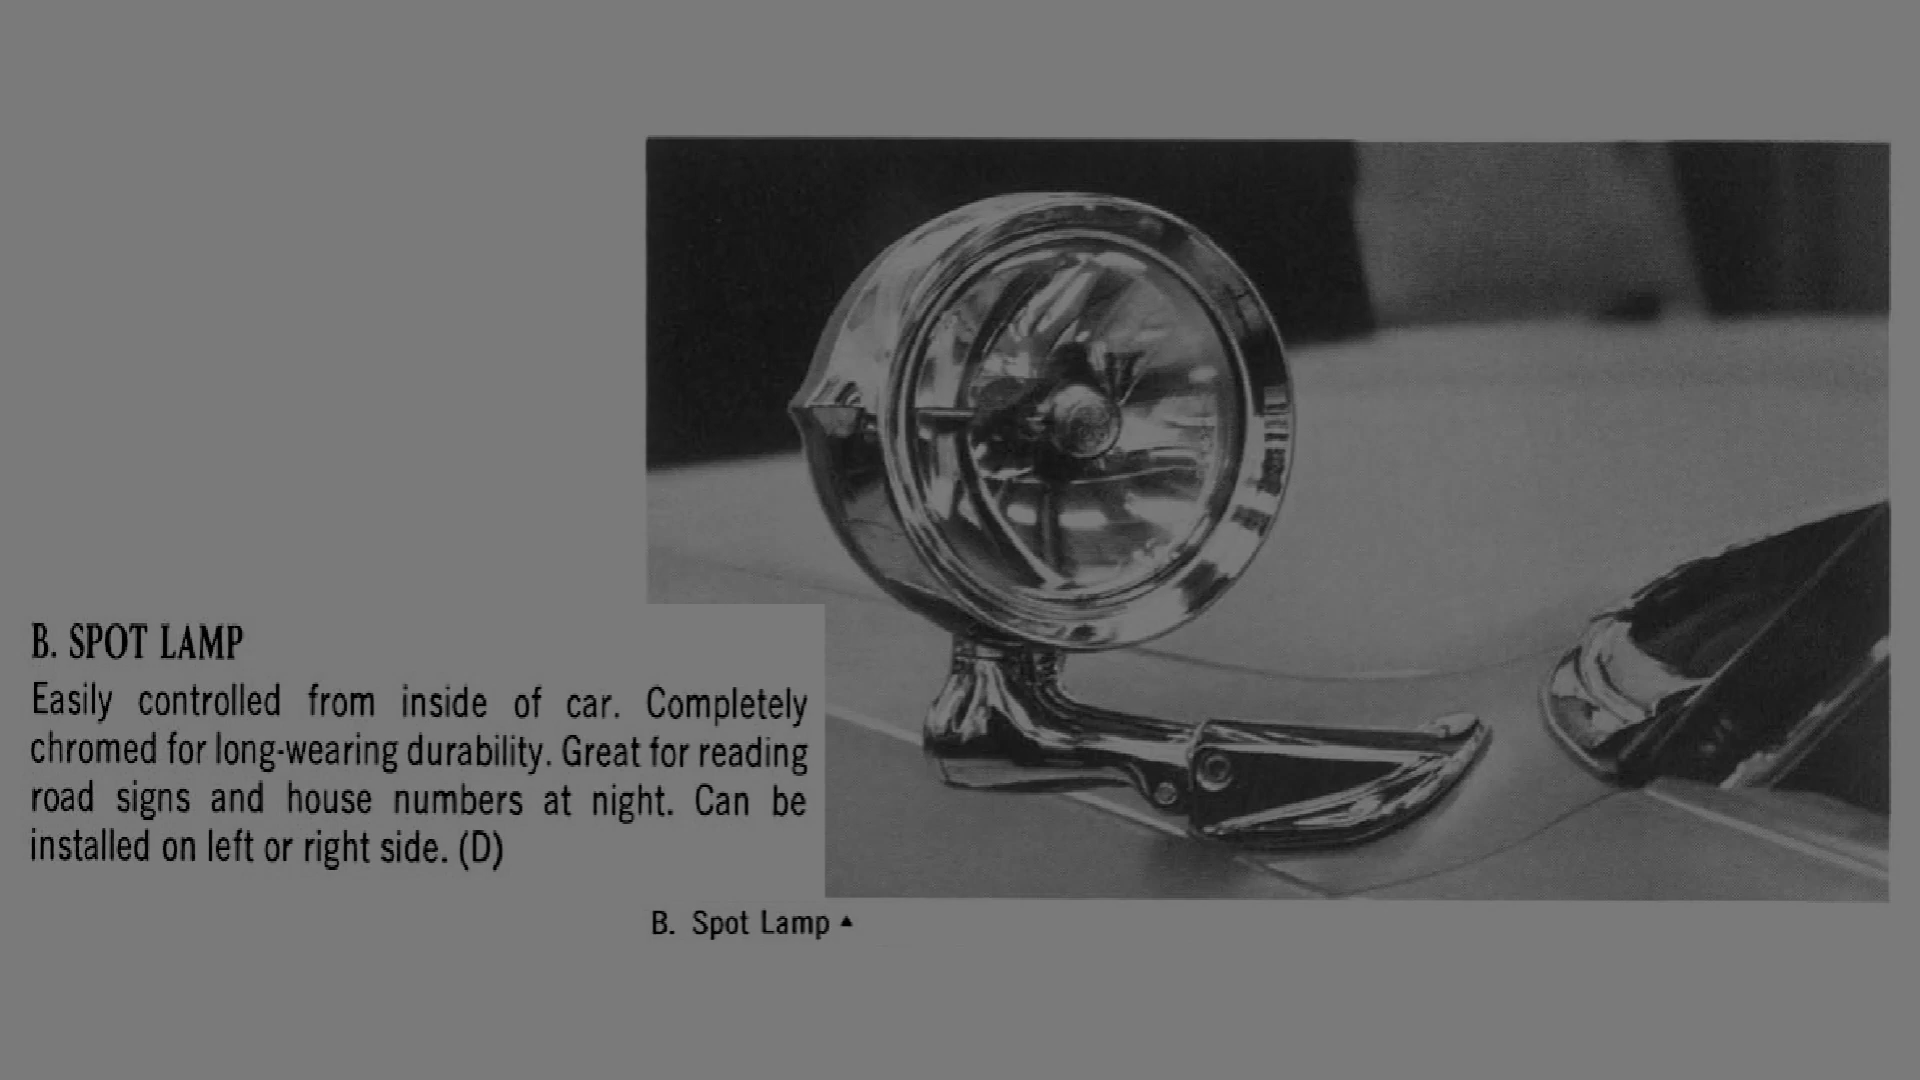 B. SPOT LAMP
Easily controlled from inside of car. Completely
chromed for long-wearing durability. Great for reading
road signs and house numbers at night. Can be
installed on left or right side. (D)
B. Spot Lamp ▲